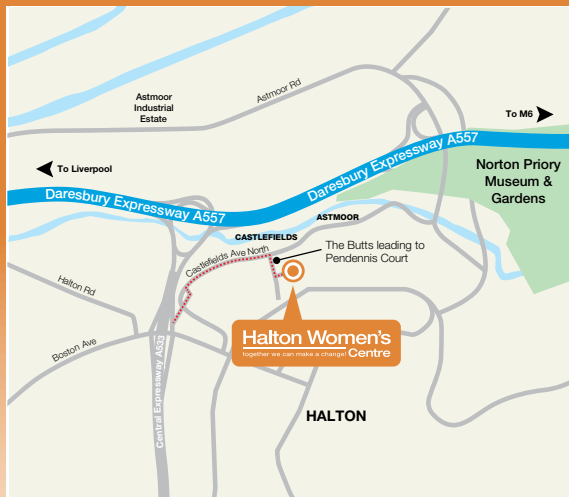 Astmoor
Industrial
Estate
Astmoor Rd
To M6
To Liverpool
Daresbury Expressway A557
Daresbury Expressway A557
Norton Priory
Museum &
Gardens
ASTMOOR
CASTLEFIELDS
The Butts leading to
Pendennis Court
Castlefields Ave North
Halton Rd
Boston Ave
Central Expressway A533
Halton Women's
together we can make a change! Centre
HALTON